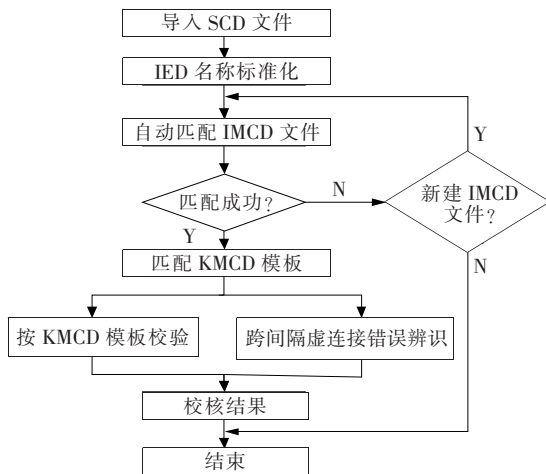 导入 SCD 文件
IED 名称标准化
自动匹配 IMCD 文件
Y
匹配成功?
N
新建 IMCD
文件?
Y
N
匹配 KMCD 模板
按 KMCD 模板校验
跨间隔虚连接错误辨识
校核结果
结束